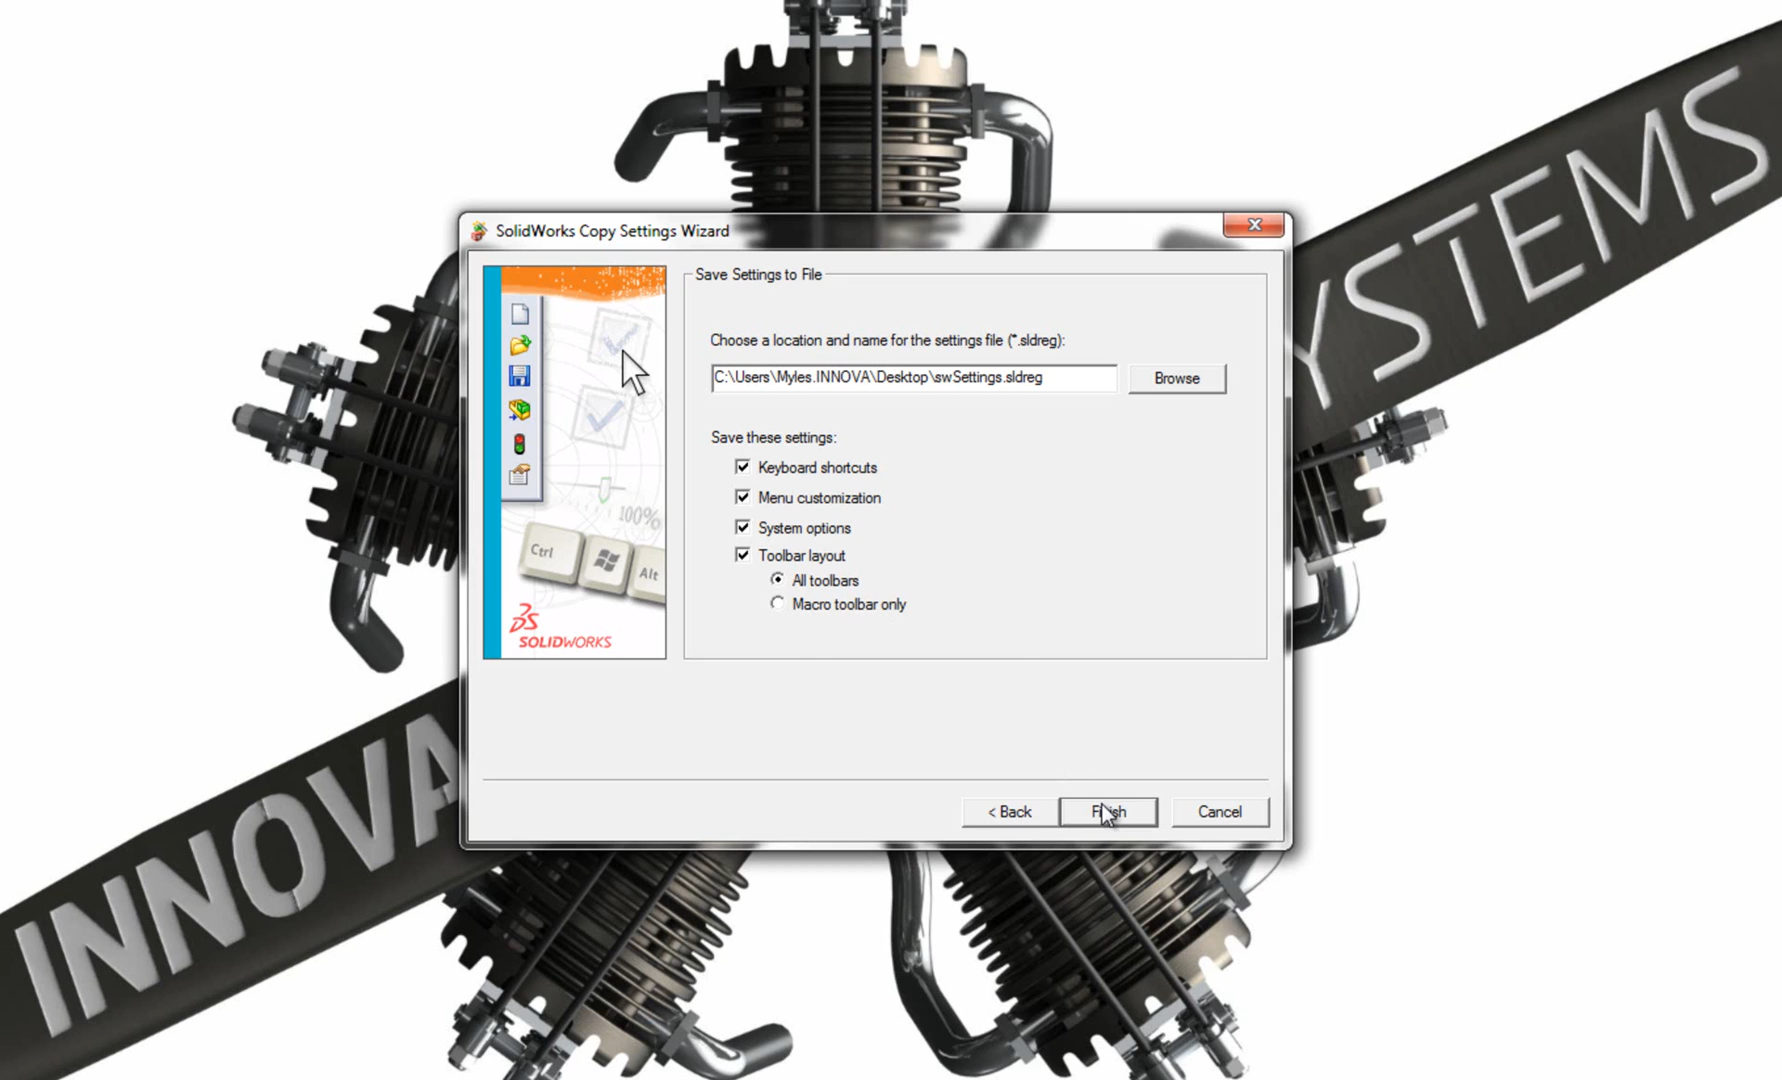 SYSTEMS
SolidWorks Copy Settings Wizard
Save Settings to File
Choose a location and name for the settings file (*.sldreg):
C:\Users\Myles.INNOVA\Desktop\swSettings.sldreg
Browse
Save these settings:
Keyboard shortcuts
Menu customization
System options
Toolbar layout
All toolbars
Macro toolbar only
100%
Ctrl
Alt
SOLIDWORKS
< Back
Finish
Cancel
INNOVA